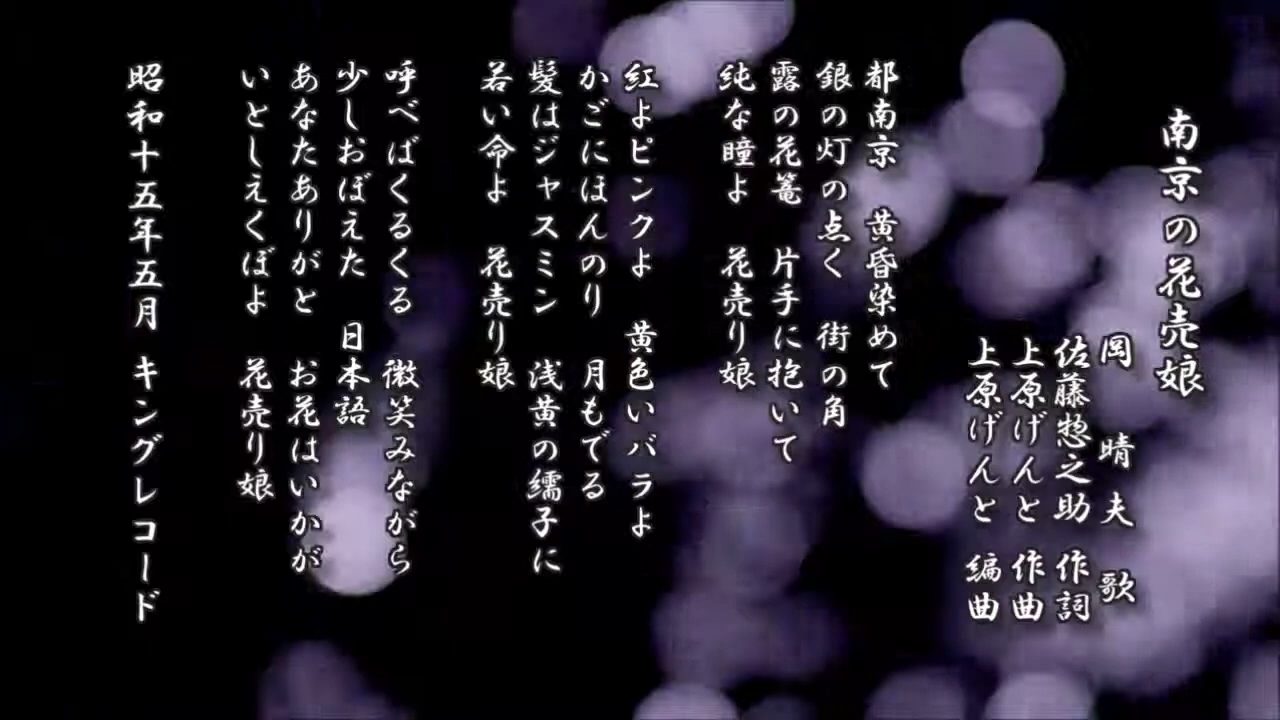 南京の花売娘
岡 晴夫 歌
佐藤惣之助 作詞
上原げんと 作曲
上原げんと 編曲
都南京 黄昏染めて
銀の灯の点く 街の角
露の花篭 片手に抱いて
純な瞳よ 花売り娘
紅よピンクよ 黄色いバラよ
かごにほんのり 月もでる
髪はジャスミン 浅黄の繻子に
若い命よ 花売り娘
呼べばくるくる 微笑みながら
少しおぼえた 日本語
あなたありがと お花はいかが
いとしえくぼよ 花売り娘
昭和十五年五月 キングレコード